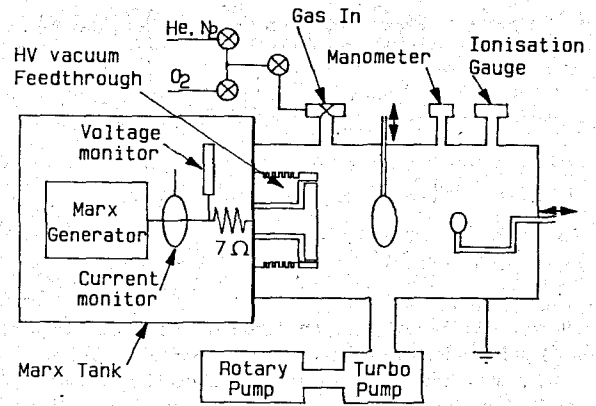 He, N2
Gas In
Ionisation
Gauge
Manometer
HV vacuum
Feedthrough
O2
Voltage
monitor
Marx
Generator
7 Ω
Current
monitor
Marx Tank
Rotary
Pump
Turbo
Pump